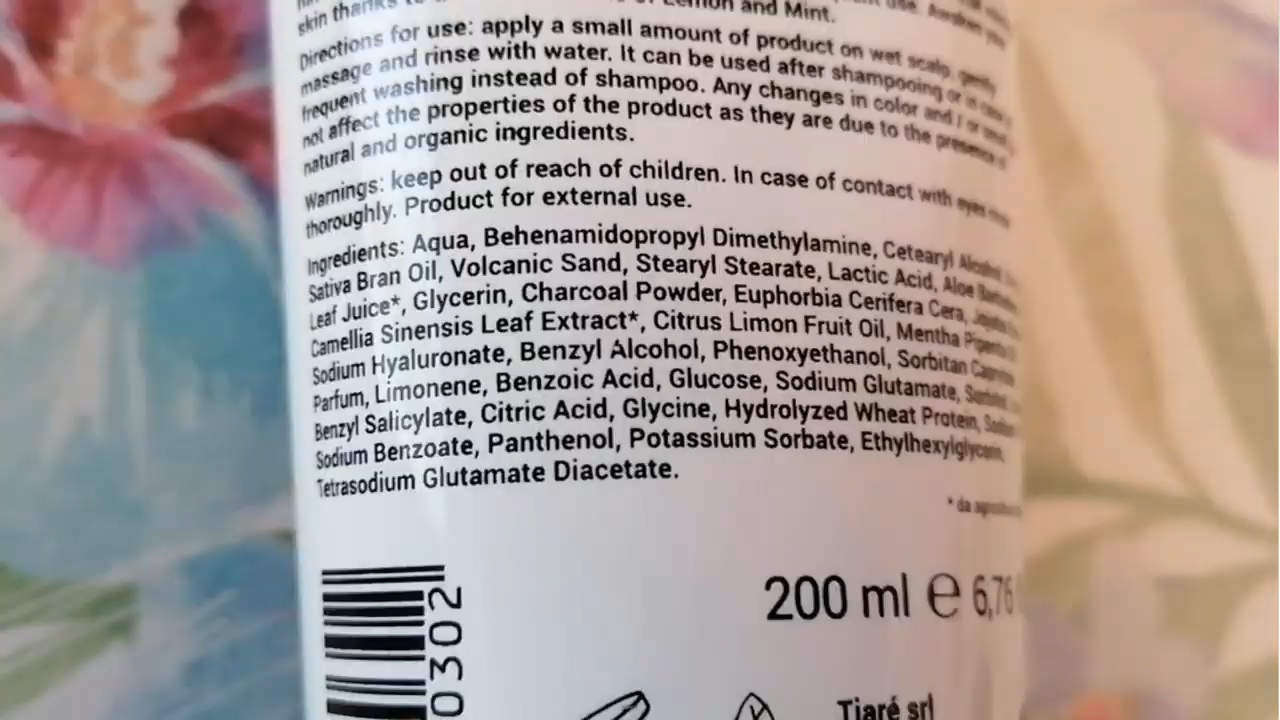 skin thanks to of Lemon and Mint.
Directions for use: apply a small amount of product on wet scalp, gently
massage and rinse with water. It can be used after shampooing or in
frequent washing instead of shampoo. Any changes in color and / or
not affect the properties of the product as they are due to the presence of
natural and organic ingredients.
Warnings: keep out of reach of children. In case of contact with eyes
thoroughly. Product for external use.
Ingredients: Aqua, Behenamidopropyl Dimethylamine, Cetearyl Alcohol
Sativa Bran Oil, Volcanic Sand, Stearyl Stearate, Lactic Acid, Aloe
Leaf Juice*, Glycerin, Charcoal Powder, Euphorbia Cerifera Cera,
Camellia Sinensis Leaf Extract*, Citrus Limon Fruit Oil, Mentha
Sodium Hyaluronate, Benzyl Alcohol, Phenoxyethanol, Sorbitan
Parfum, Limonene, Benzoic Acid, Glucose, Sodium Glutamate,
Benzyl Salicylate, Citric Acid, Glycine, Hydrolyzed Wheat Protein,
Sodium Benzoate, Panthenol, Potassium Sorbate, Ethylhexylglycerin,
Tetrasodium Glutamate Diacetate.
* da
200 ml ℮ 6,76
0302
Tiaré srl